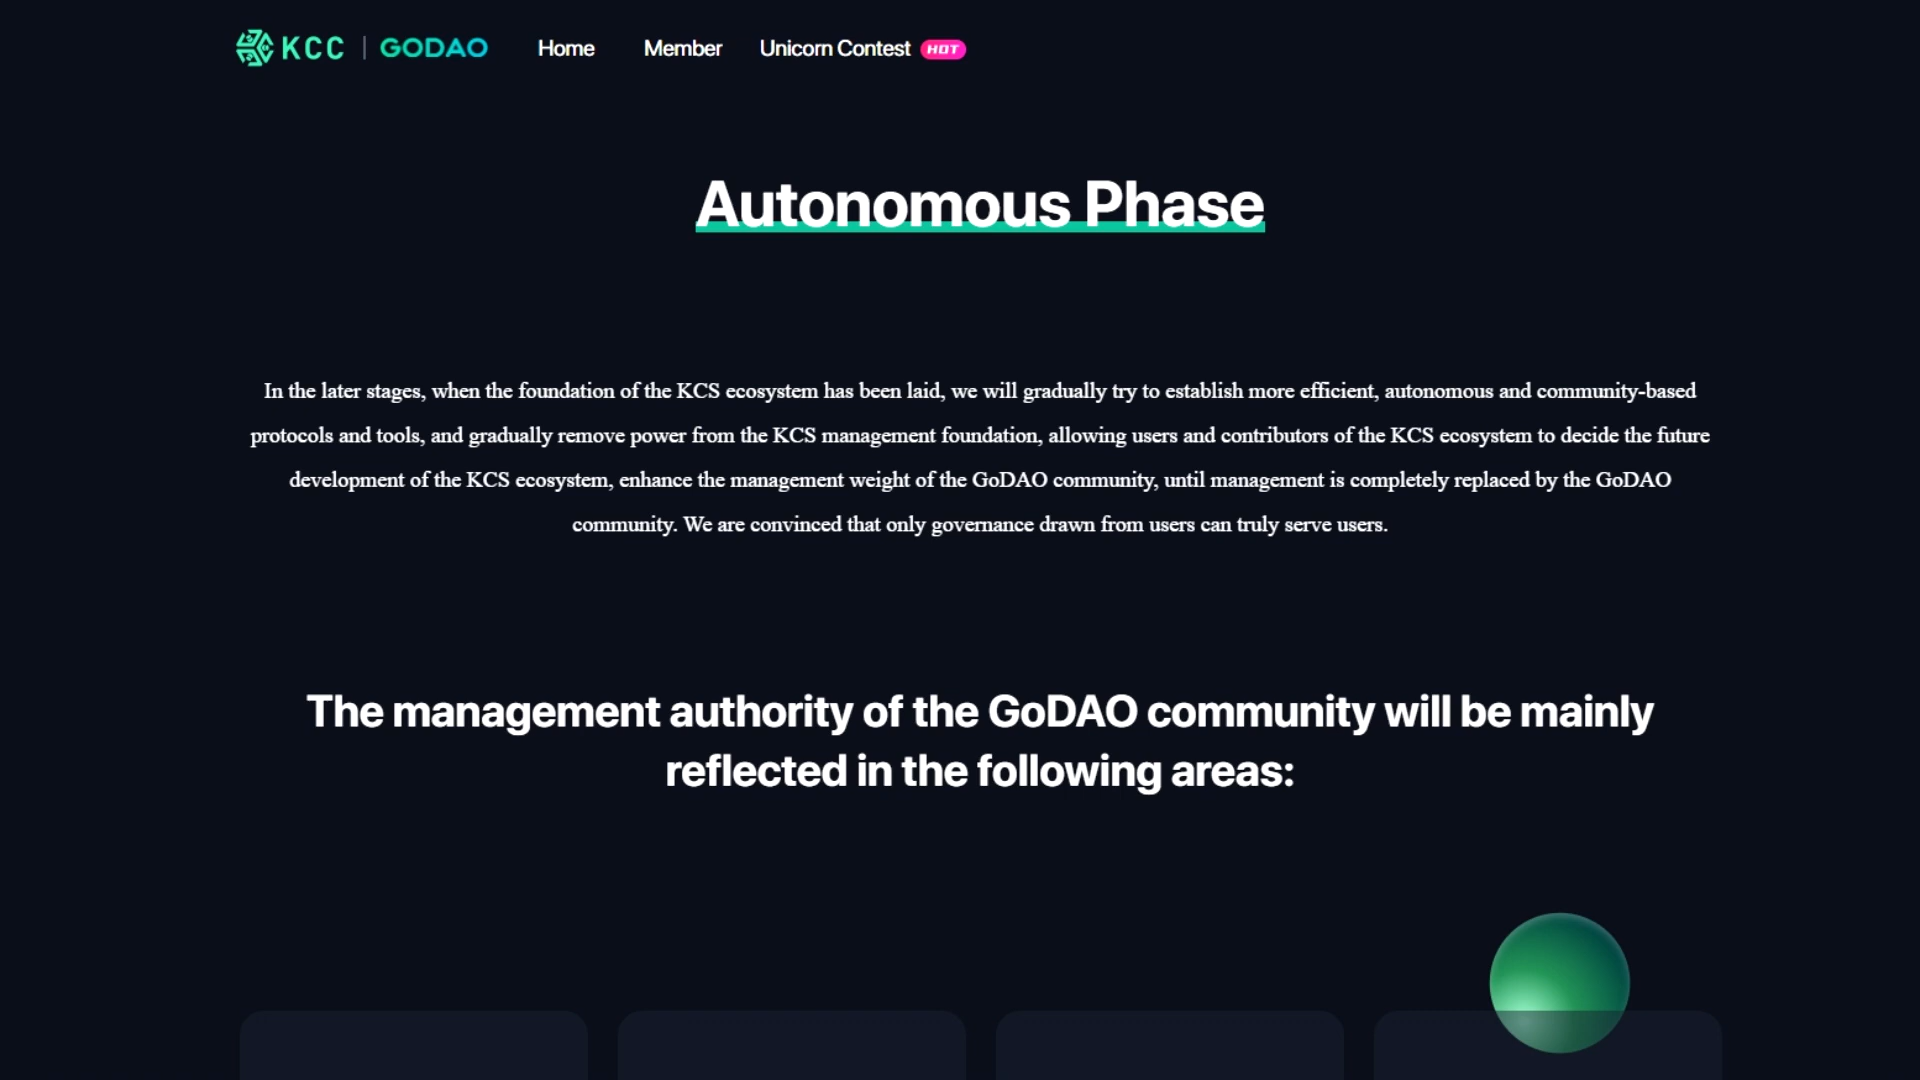 KCC | GODAO Home Member Unicorn Contest HOT
Autonomous Phase
In the later stages, when the foundation of the KCS ecosystem has been laid, we will gradually try to establish more efficient, autonomous and community-based
protocols and tools, and gradually remove power from the KCS management foundation, allowing users and contributors of the KCS ecosystem to decide the future
development of the KCS ecosystem, enhance the management weight of the GoDAO community, until management is completely replaced by the GoDAO
community. We are convinced that only governance drawn from users can truly serve users.
The management authority of the GoDAO community will be mainly
reflected in the following areas: